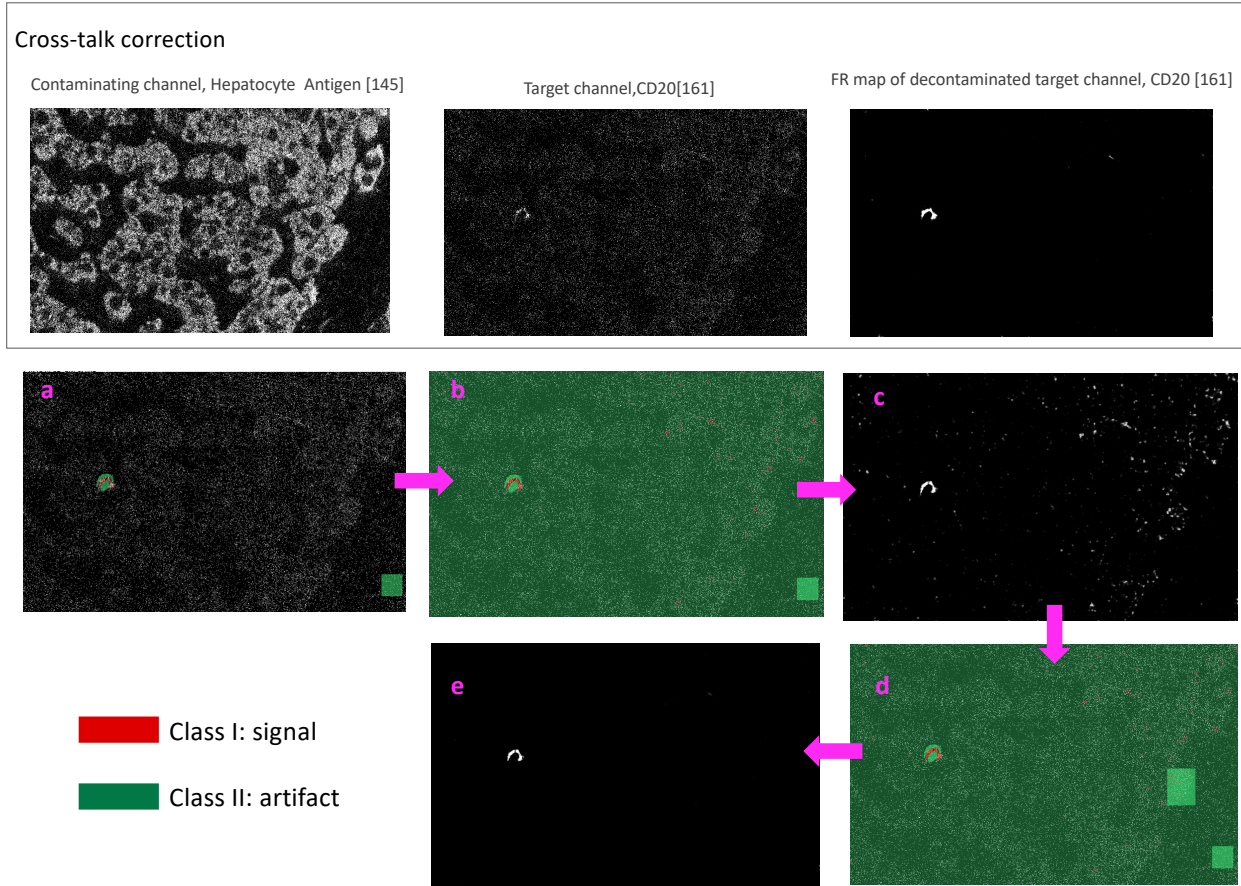 Cross-talk correction
Contaminating channel, Hepatocyte Antigen [145]
Target channel,CD20[161]
FR map of decontaminated target channel, CD20 [161]
a
b
c
e
d
Class I: signal
Class II: artifact